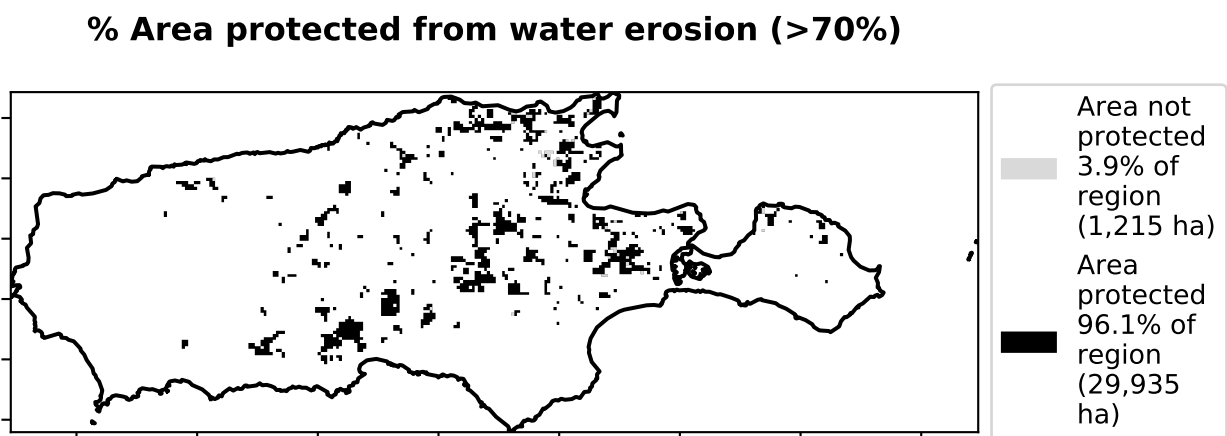 % Area protected from water erosion (>70%)
Area not
protected
3.9% of
region
(1,215 ha)
Area
protected
96.1% of
region
(29,935
ha)